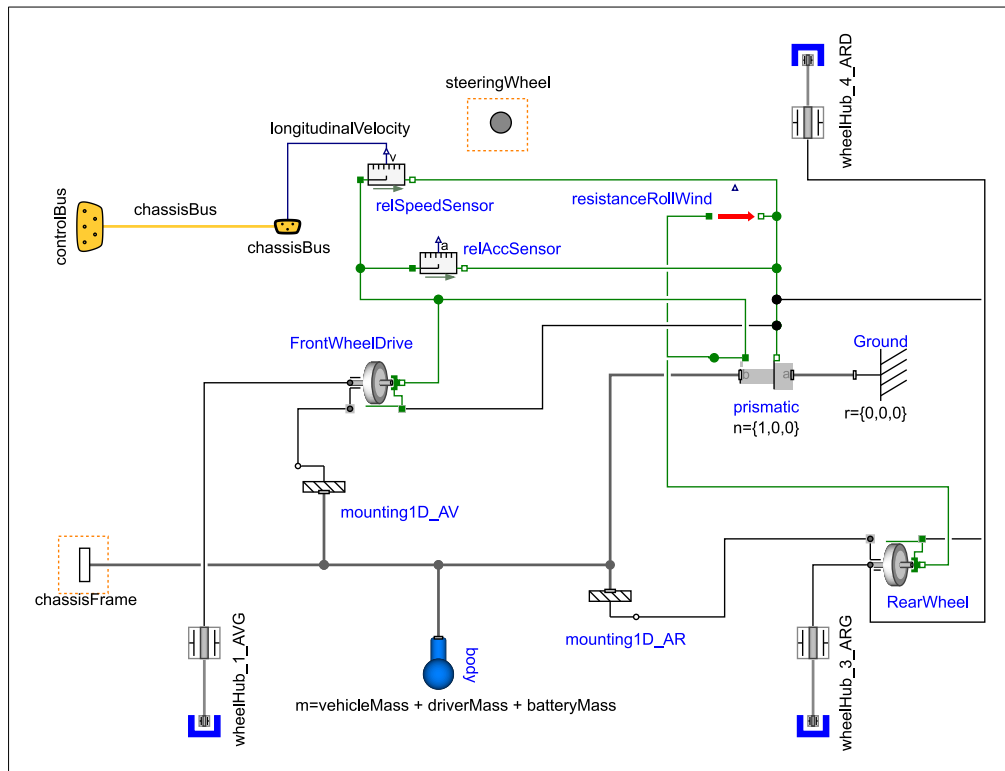 wheelHub_4_ARD
steeringWheel
longitudinalVelocity
v
resistanceRollWind
relSpeedSensor
controlBus
chassisBus
chassisBus
a
relAccSensor
FrontWheelDrive
Ground
b
a
prismatic
n={1,0,0}
r={0,0,0}
mounting1D_AV
chassisFrame
RearWheel
mounting1D_AR
wheelHub_1_AVG
body
wheelHub_3_ARG
m=vehicleMass + driverMass + batteryMass